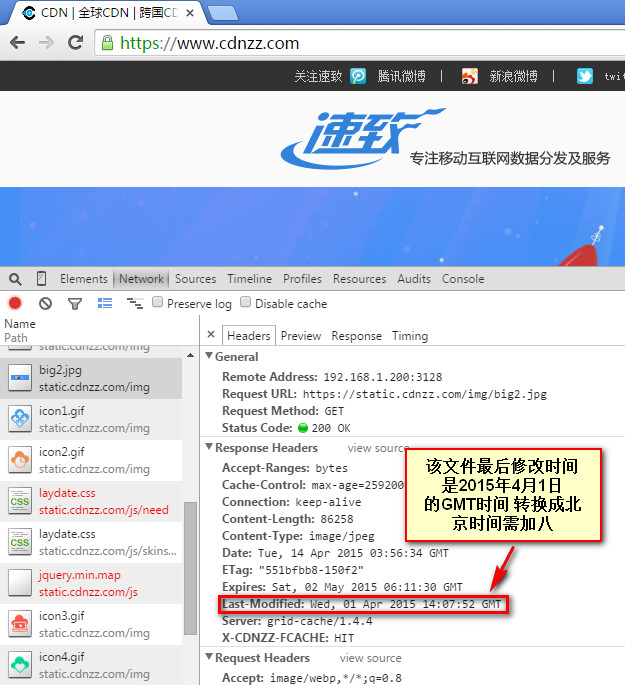 CDN | 全球CDN | 跨国CD
https://www.cdnzz.com
关注速致 腾讯微博 | 新浪微博 | twit
速致
专注移动互联网数据分发及服务
Elements Network Sources Timeline Profiles Resources Audits Console
Preserve log Disable cache
Name
Path
static.cdnzz.com/img
big2.jpg
static.cdnzz.com/img
icon1.gif
static.cdnzz.com/img
icon2.gif
static.cdnzz.com/img
laydate.css
static.cdnzz.com/js/need
laydate.css
static.cdnzz.com/js/skins...
jquery.min.map
static.cdnzz.com/js
icon3.gif
static.cdnzz.com/img
icon4.gif
static.cdnzz.com/img
× Headers Preview Response Timing
General
Remote Address: 192.168.1.200:3128
Request URL: https://static.cdnzz.com/img/big2.jpg
Request Method: GET
Status Code: 200 OK
Response Headers view source
Accept-Ranges: bytes
Cache-Control: max-age=259200
Connection: keep-alive
Content-Length: 86258
Content-Type: image/jpeg
Date: Tue, 14 Apr 2015 03:56:34 GMT
ETag: "551bfbb8-150f2"
Expires: Sat, 02 May 2015 06:11:30 GMT
Last-Modified: Wed, 01 Apr 2015 14:07:52 GMT
Server: grid-cache/1.4.4
X-CDNZZ-FCACHE: HIT
Request Headers view source
Accept: image/webp,*/*;q=0.8
该文件最后修改时间
是2015年4月1日
的GMT时间 转换成北
京时间需加八